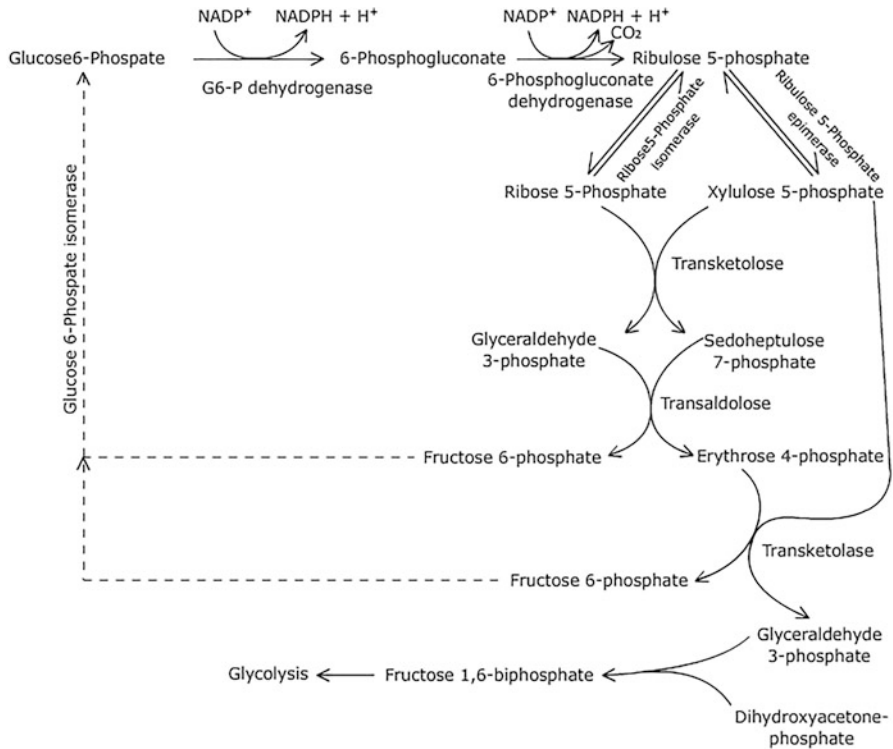 NADP⁺ NADPH + H⁺ NADP⁺ NADPH + H⁺
CO₂
Glucose6-Phospate 6-Phosphogluconate Ribulose 5-phosphate
G6-P dehydrogenase
6-Phosphogluconate
dehydrogenase
Ribose5-Phosphate
Isomerase
Ribulose 5-Phosphate
epimerase
Ribose 5-Phosphate Xylulose 5-phosphate
Transketolose
Glucose 6-Phospate isomerase
Glyceraldehyde
3-phosphate
Sedoheptulose
7-phosphate
Transaldolose
Fructose 6-phosphate Erythrose 4-phosphate
Transketolase
Fructose 6-phosphate
Glyceraldehyde
3-phosphate
Glycolysis Fructose 1,6-biphosphate
Dihydroxyacetone-
phosphate